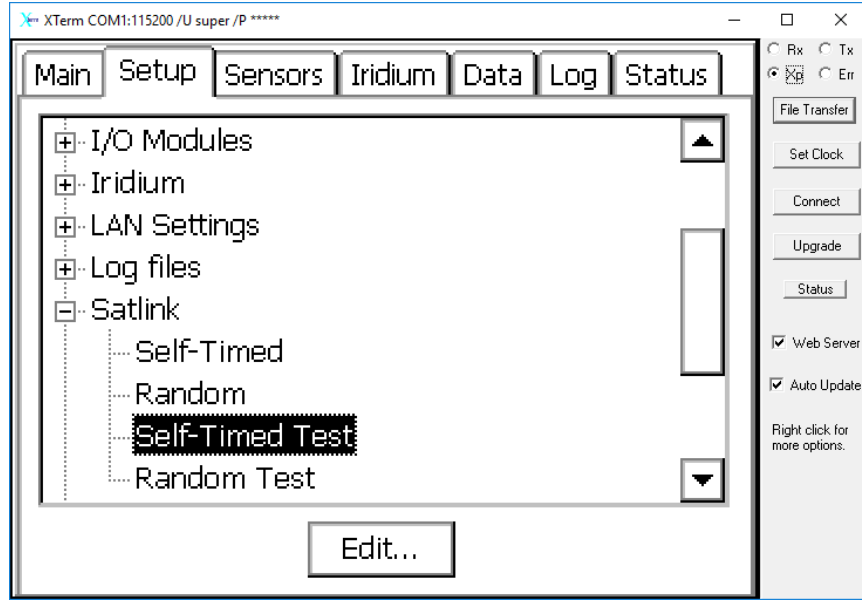 XTerm COM1:115200 /U super /P *****
Main Setup Sensors Iridium Data Log Status
I/O Modules
Iridium
LAN Settings
Log files
Satlink
Self-Timed
Random
Self-Timed Test
Random Test
Edit...
Rx Tx
Xp Err
File Transfer
Set Clock
Connect
Upgrade
Status
Web Server
Auto Update
Right click for
more options.